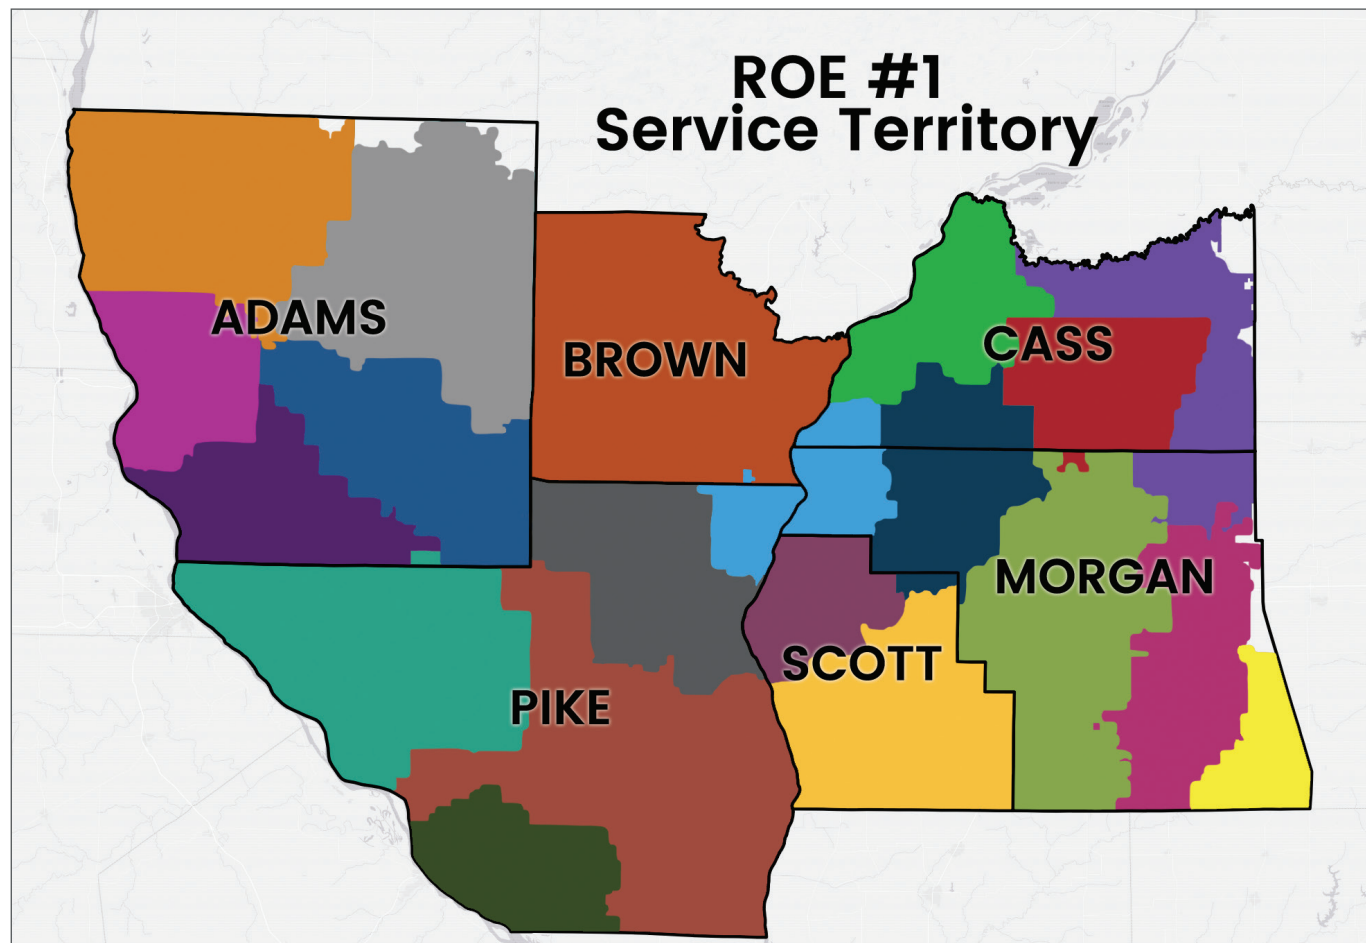 ROE #1
Service Territory
ADAMS
BROWN
CASS
MORGAN
SCOTT
PIKE